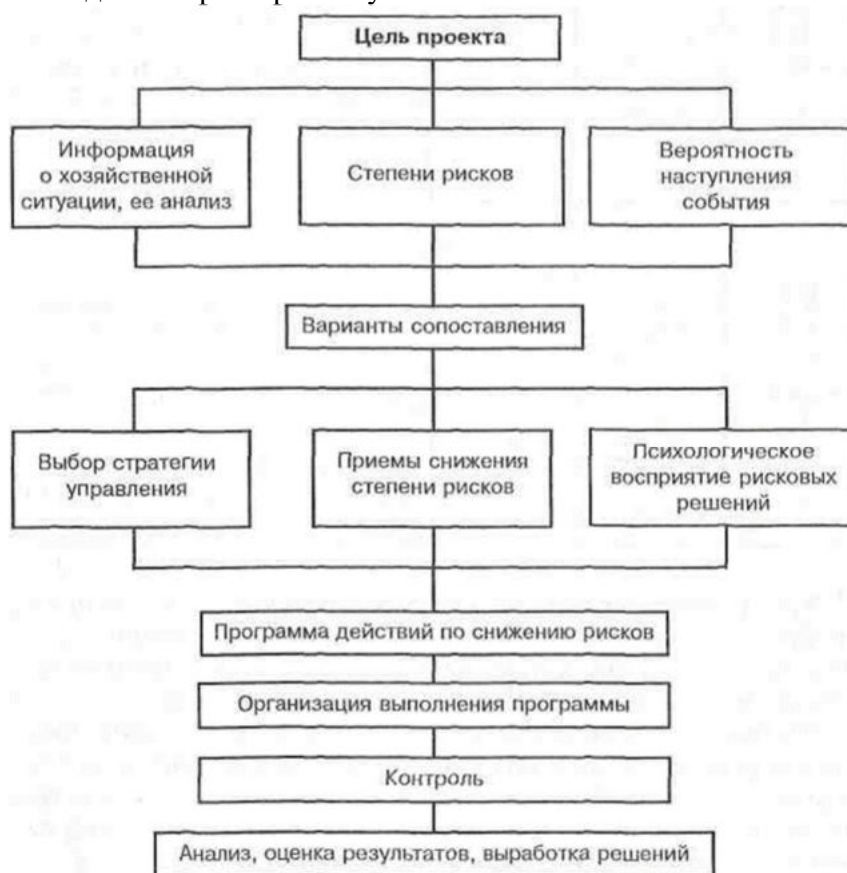 Цель проекта
Информация
о хозяйственной
ситуации, ее анализ
Степени рисков
Вероятность
наступления
события
Варианты сопоставления
Выбор стратегии
управления
Приемы снижения
степени рисков
Психологическое
восприятие рисковых
решений
Программа действий по снижению рисков
Организация выполнения программы
Контроль
Анализ, оценка результатов, выработка решений